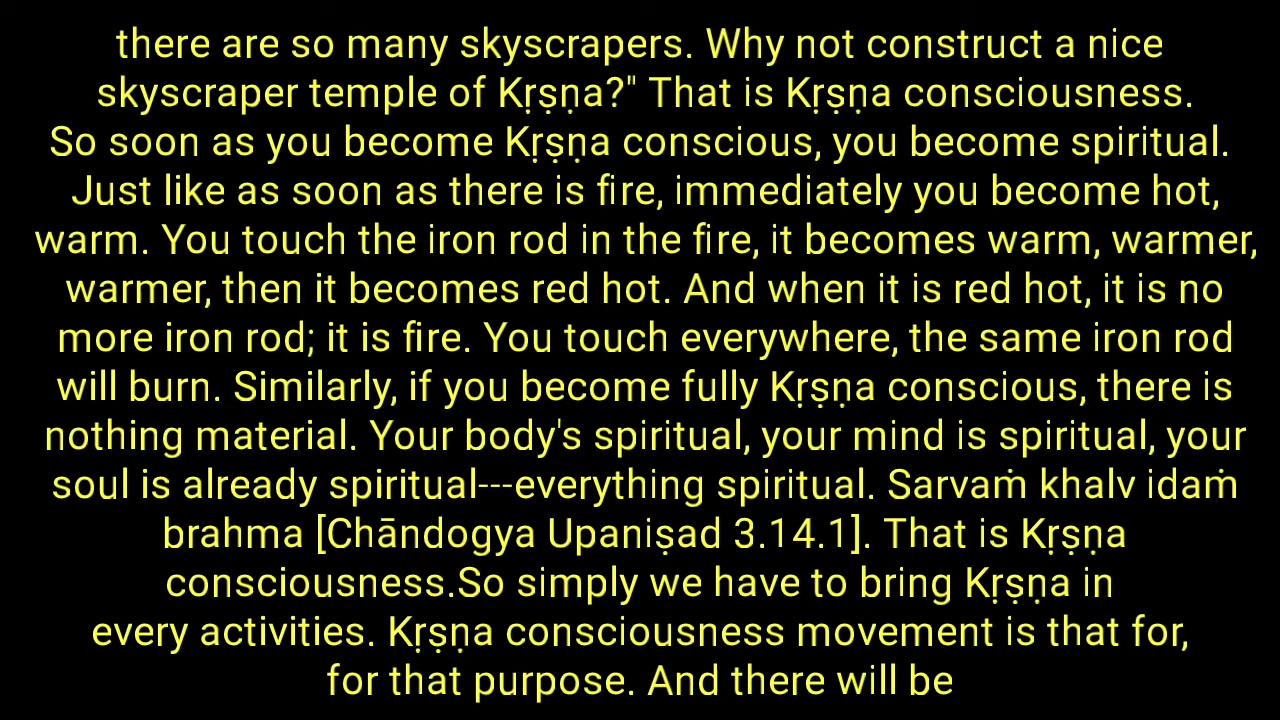 there are so many skyscrapers. Why not construct a nice
skyscraper temple of Kṛṣṇa?" That is Kṛṣṇa consciousness.
So soon as you become Kṛṣṇa conscious, you become spiritual.
Just like as soon as there is fire, immediately you become hot,
warm. You touch the iron rod in the fire, it becomes warm, warmer,
warmer, then it becomes red hot. And when it is red hot, it is no
more iron rod; it is fire. You touch everywhere, the same iron rod
will burn. Similarly, if you become fully Kṛṣṇa conscious, there is
nothing material. Your body's spiritual, your mind is spiritual, your
soul is already spiritual---everything spiritual. Sarvaṁ khalv idaṁ
brahma [Chāndogya Upaniṣad 3.14.1]. That is Kṛṣṇa
consciousness.So simply we have to bring Kṛṣṇa in
every activities. Kṛṣṇa consciousness movement is that for,
for that purpose. And there will be